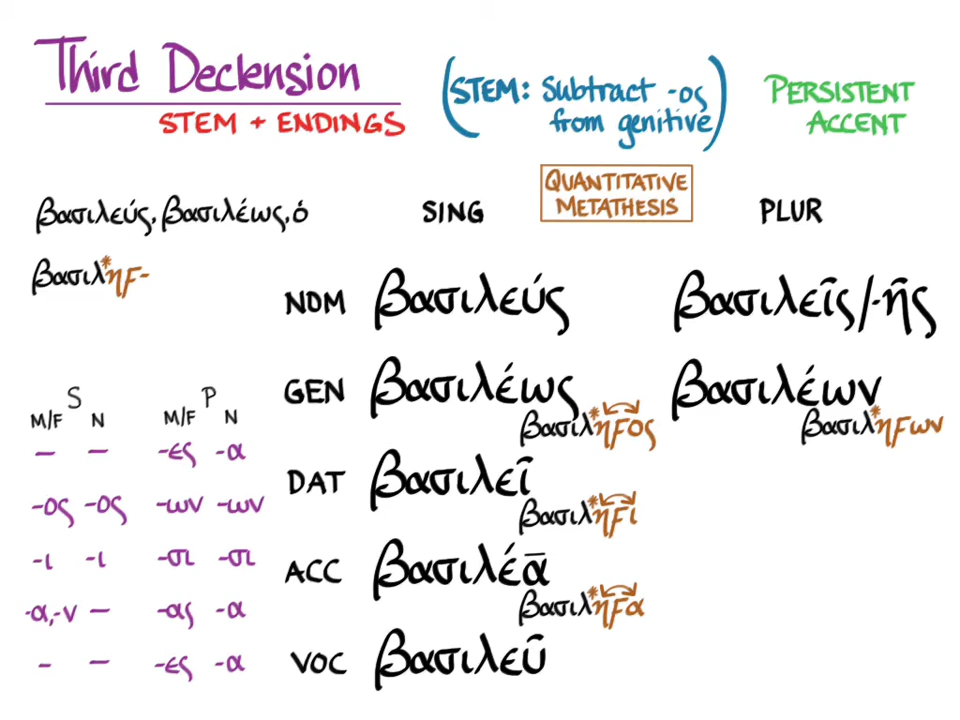 Third Declension
STEM + ENDINGS
(STEM: Subtract -ος
from genitive)
PERSISTENT
ACCENT
QUANTITATIVE
METATHESIS
βασιλεύς, βασιλέως, ὁ
SING
PLUR
βασιλ*ηϝ-
NOM βασιλεύς βασιλεῖς/-ῆς
GEN βασιλέως βασιλέων
βασιλ*ηϝος βασιλ*ηϝων
DAT βασιλεῖ
βασιλ*ηϝι
ACC βασιλέᾱ
βασιλ*ηϝα
VOC βασιλεῦ
S P
M/F N M/F N
– – -ες -α
-ος -ος -ων -ων
-ι -ι -σι -σι
-α,-ν – -ας -α
- – -ες -α